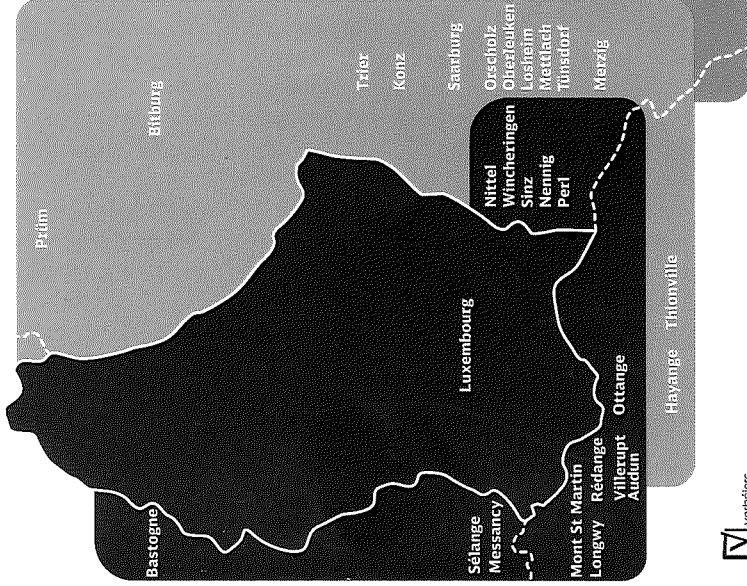 Prüm
Bitburg
Trier
Konz
Saarburg
Orscholz
Oberleuken
Losheim
Mettlach
Tünsdorf
Merzig
Nittel
Wincheringen
Sinz
Nennig
Perl
Luxembourg
Bastogne
Sélange
Messancy
Mont St Martin
Longwy
Rédange
Villerupt
Audun
Ottange
Hayange
Thionville